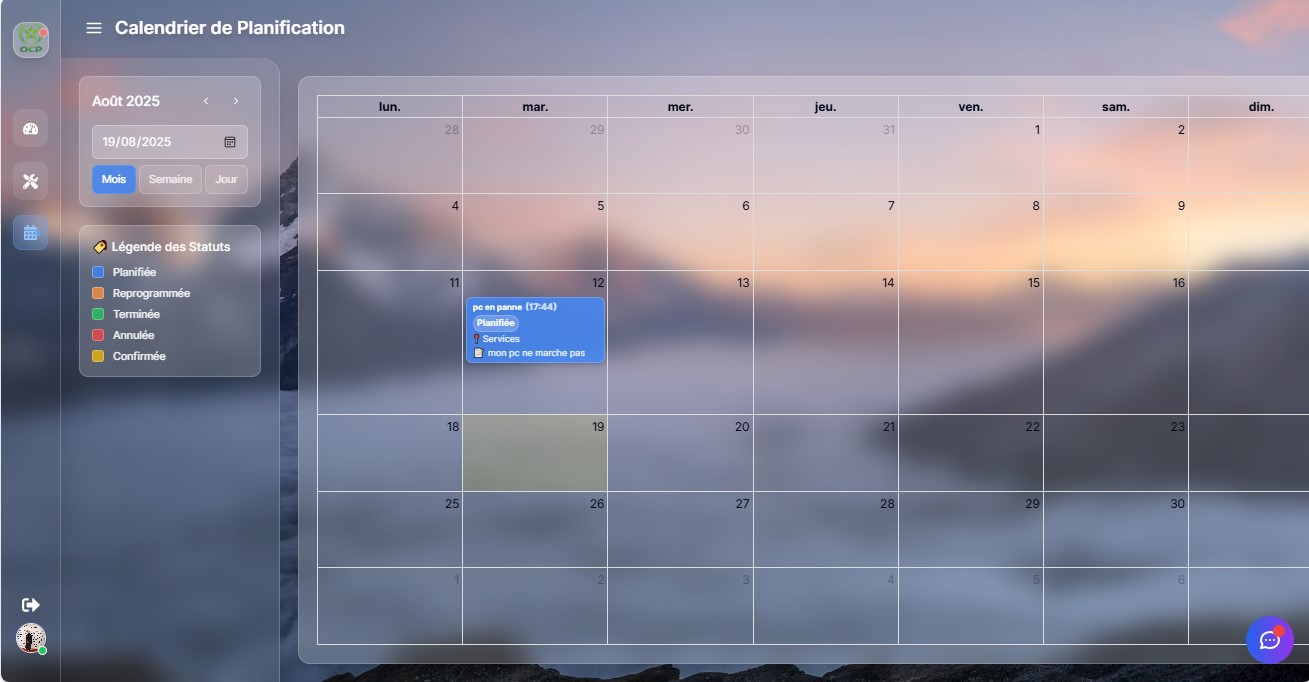 OCP
Calendrier de Planification
Août 2025
19/08/2025
Mois Semaine Jour
Légende des Statuts
Planifiée
Reprogrammée
Terminée
Annulée
Confirmée
lun. mar. mer. jeu. ven. sam. dim.
28 29 30 31 1 2
4 5 6 7 8 9
11 12 13 14 15 16
pc en panne (17:44)
Planifiée
Services
mon pc ne marche pas
18 19 20 21 22 23
25 26 27 28 29 30
1 2 3 4 5 6